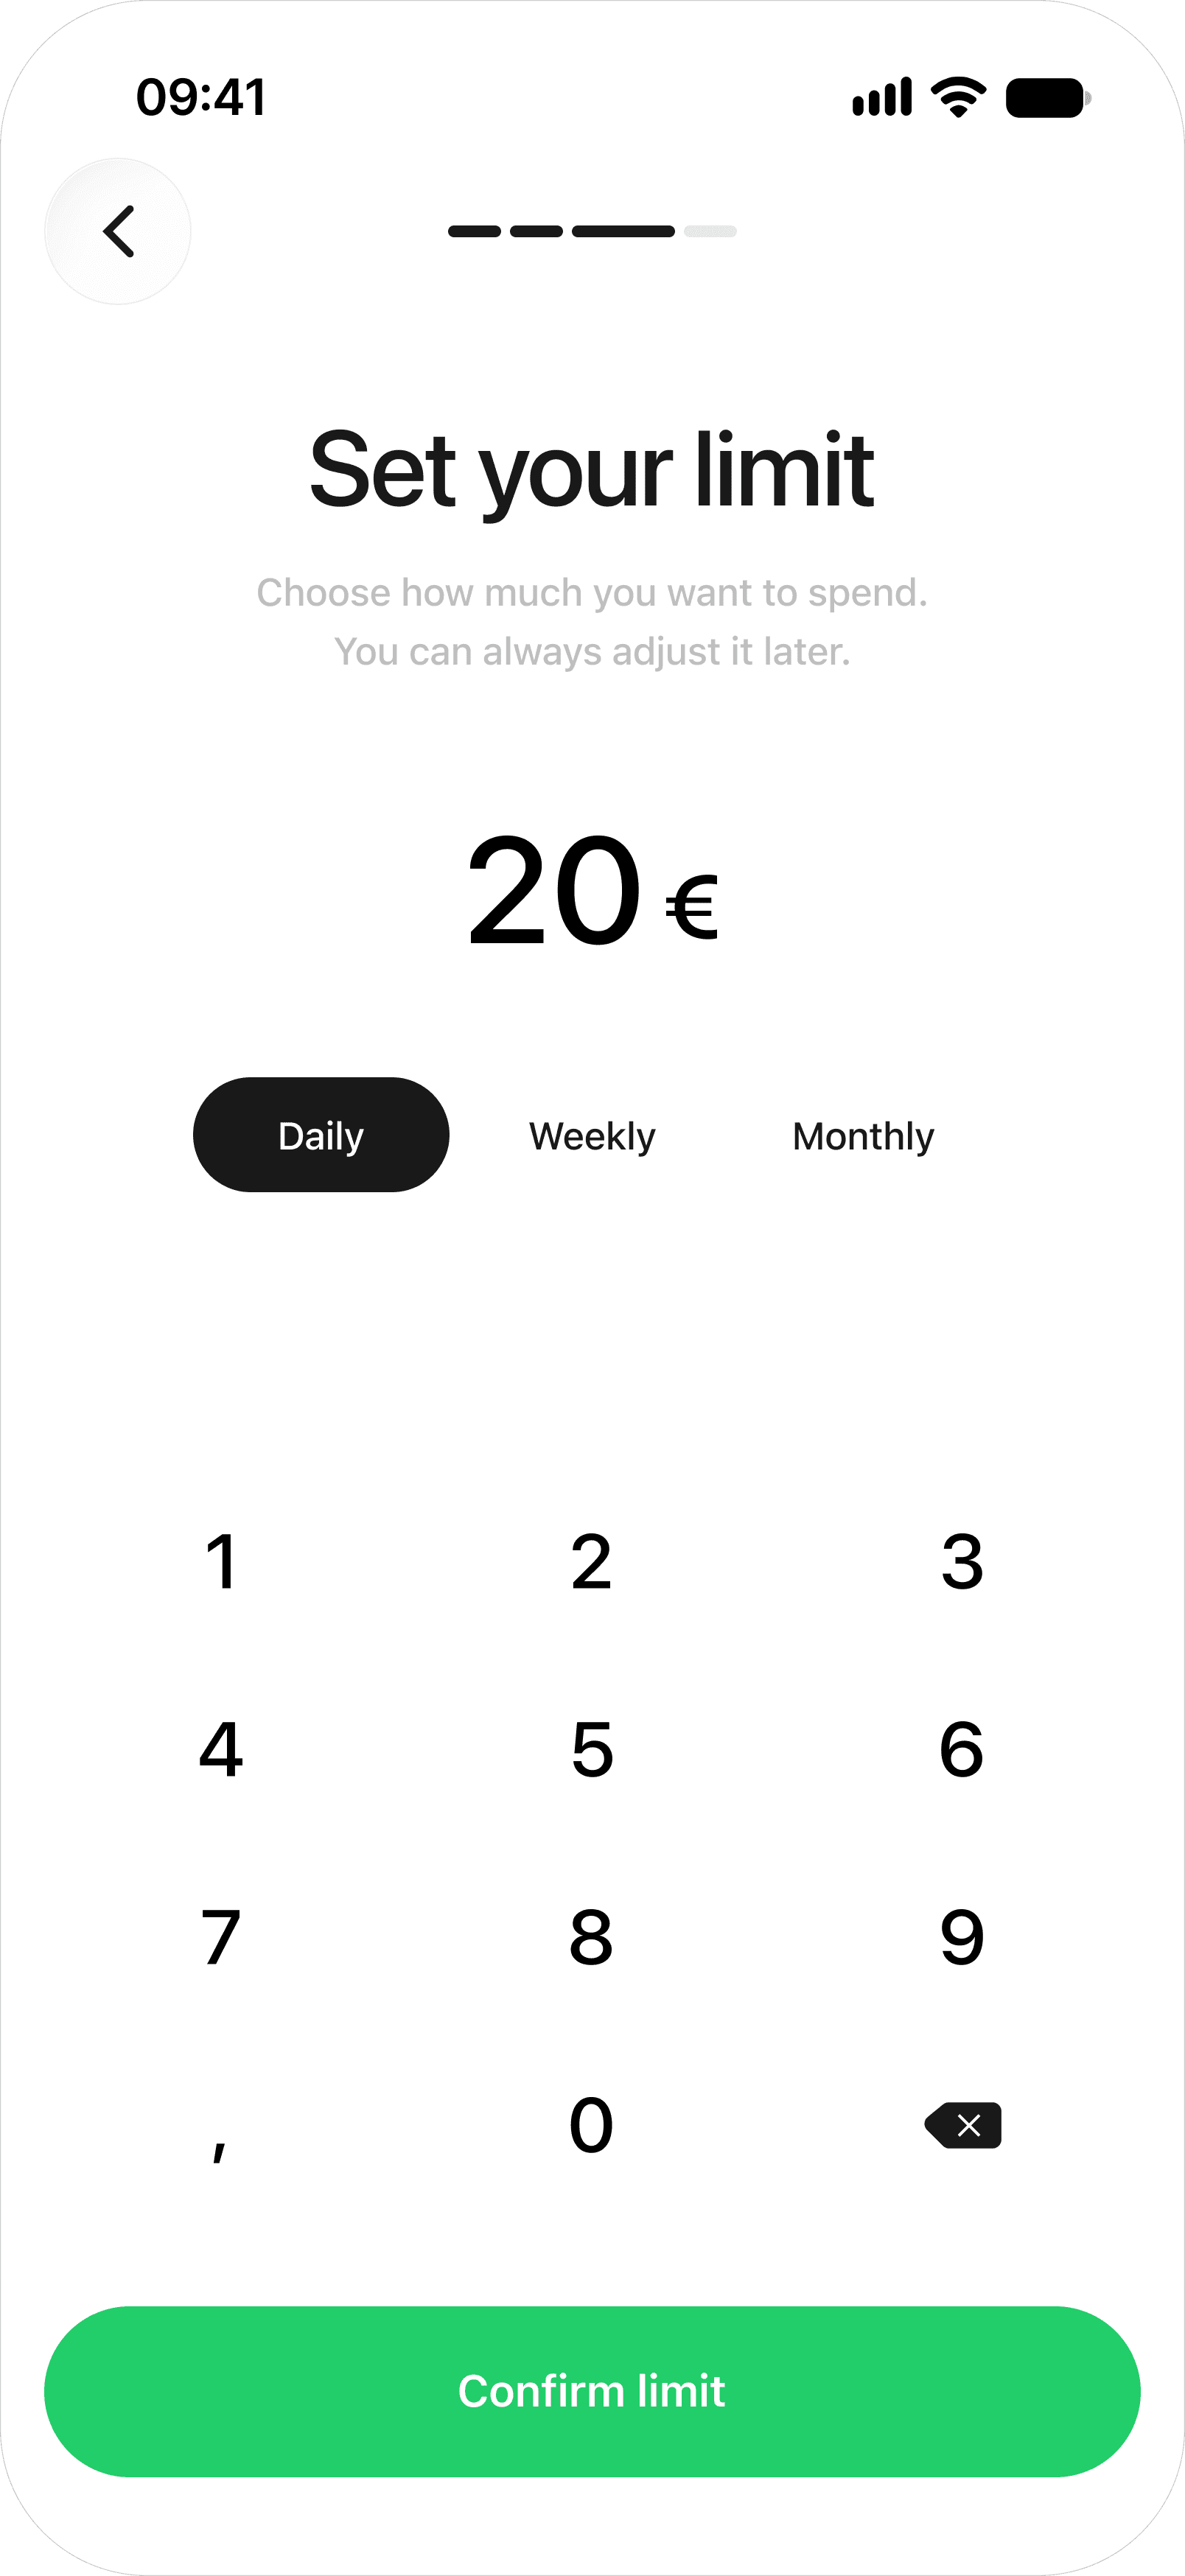 09:41
Set your limit
Choose how much you want to spend.
You can always adjust it later.
20 €
Daily Weekly Monthly
1 2 3
4 5 6
7 8 9
, 0
Confirm limit